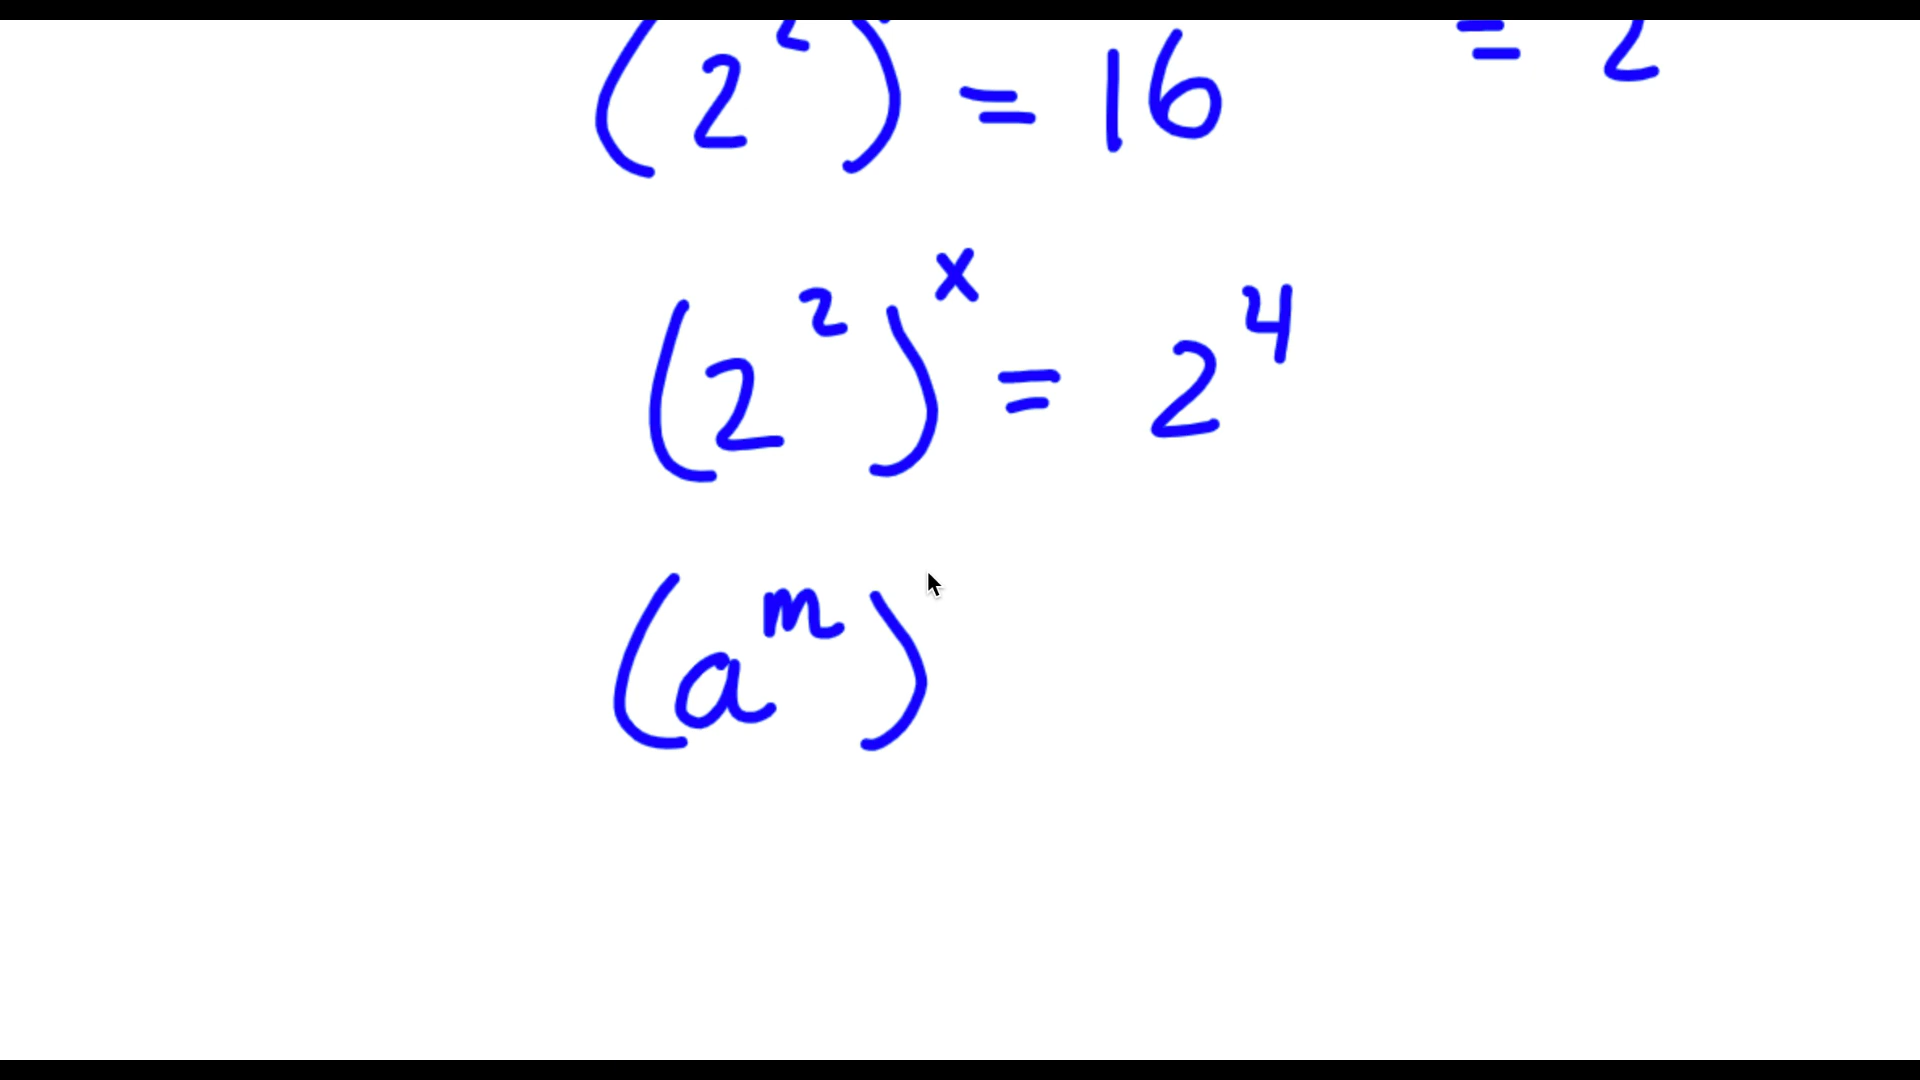 (2²) = 16
= 2
(2²)ˣ = 2⁴
(aᵐ)